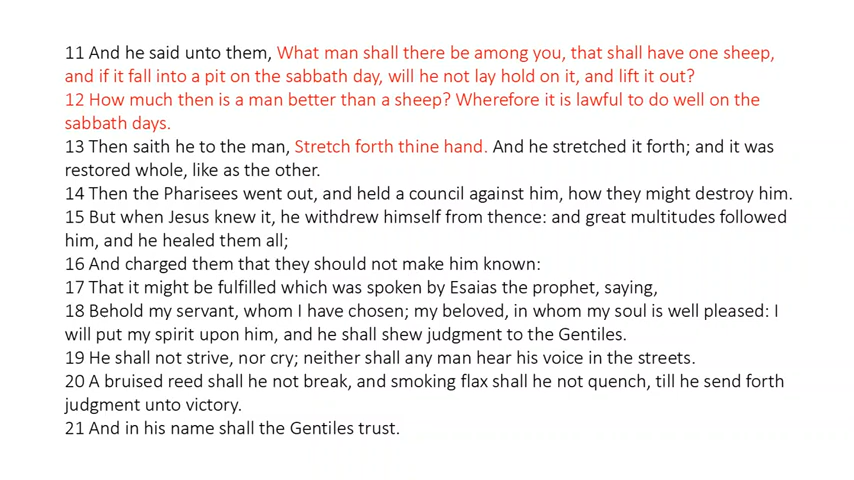 11 And he said unto them, What man shall there be among you, that shall have one sheep,
and if it fall into a pit on the sabbath day, will he not lay hold on it, and lift it out?
12 How much then is a man better than a sheep? Wherefore it is lawful to do well on the
sabbath days.
13 Then saith he to the man, Stretch forth thine hand. And he stretched it forth; and it was
restored whole, like as the other.
14 Then the Pharisees went out, and held a council against him, how they might destroy him.
15 But when Jesus knew it, he withdrew himself from thence: and great multitudes followed
him, and he healed them all;
16 And charged them that they should not make him known:
17 That it might be fulfilled which was spoken by Esaias the prophet, saying,
18 Behold my servant, whom I have chosen; my beloved, in whom my soul is well pleased: I
will put my spirit upon him, and he shall shew judgment to the Gentiles.
19 He shall not strive, nor cry; neither shall any man hear his voice in the streets.
20 A bruised reed shall he not break, and smoking flax shall he not quench, till he send forth
judgment unto victory.
21 And in his name shall the Gentiles trust.